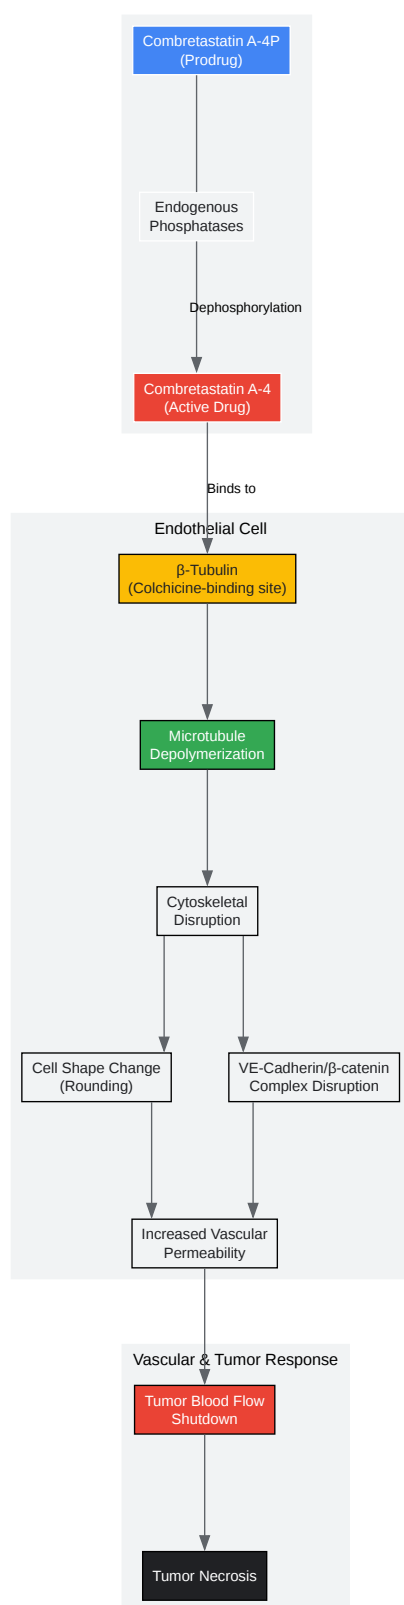 Combretastatin A-4P
(Prodrug)
Endogenous
Phosphatases
Dephosphorylation
Combretastatin A-4
(Active Drug)
Binds to
Endothelial Cell
β-Tubulin
(Colchicine-binding site)
Microtubule
Depolymerization
Cytoskeletal
Disruption
Cell Shape Change
(Rounding)
VE-Cadherin/β-catenin
Complex Disruption
Increased Vascular
Permeability
Vascular & Tumor Response
Tumor Blood Flow
Shutdown
Tumor Necrosis